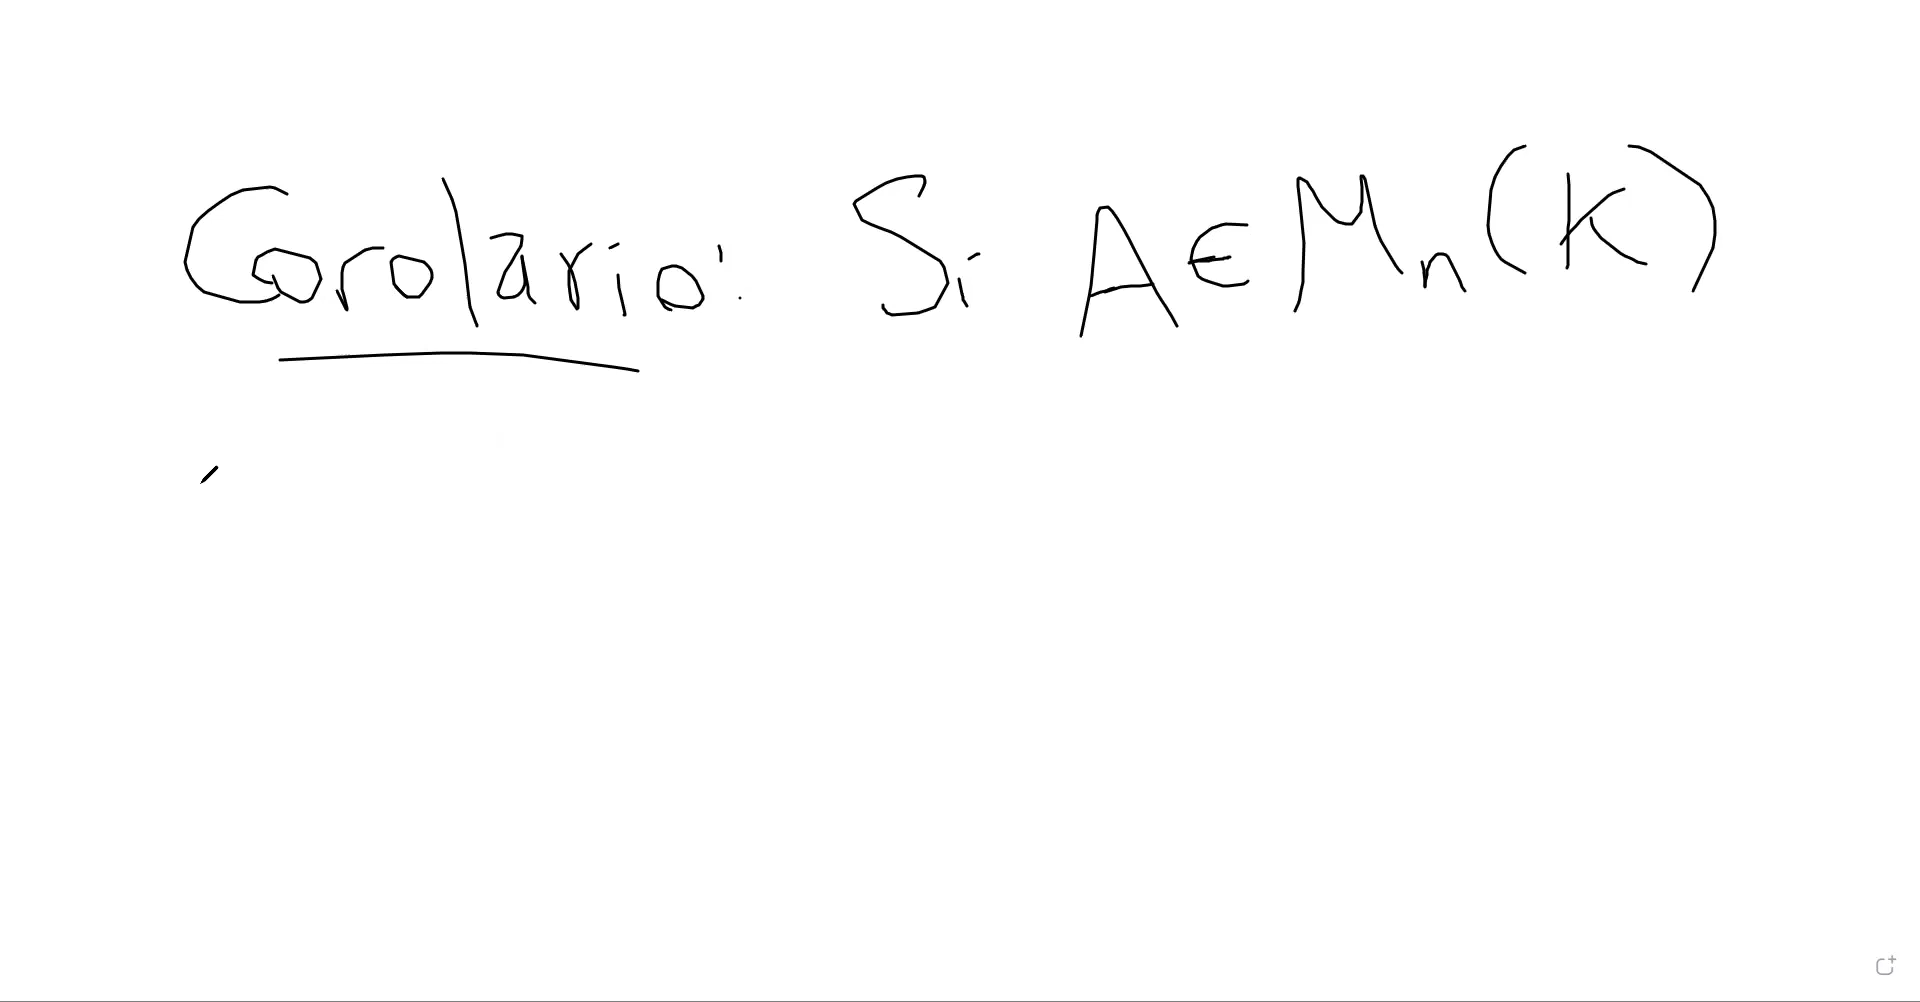 Corolario: Si A ∈ Mn(K)